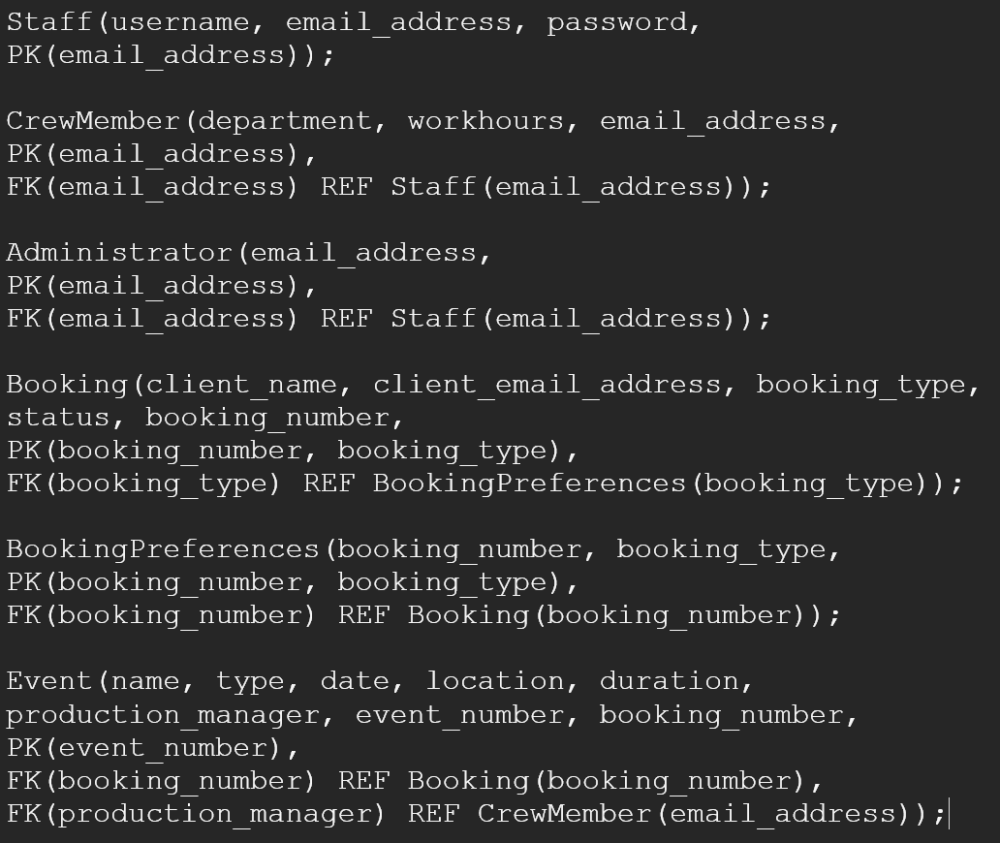 Staff(username, email_address, password,
PK(email_address));
CrewMember(department, workhours, email_address,
PK(email_address),
FK(email_address) REF Staff(email_address));
Administrator(email_address,
PK(email_address),
FK(email_address) REF Staff(email_address));
Booking(client_name, client_email_address, booking_type,
status, booking_number,
PK(booking_number, booking_type),
FK(booking_type) REF BookingPreferences(booking_type));
BookingPreferences(booking_number, booking_type,
PK(booking_number, booking_type),
FK(booking_number) REF Booking(booking_number));
Event(name, type, date, location, duration,
production_manager, event_number, booking_number,
PK(event_number),
FK(booking_number) REF Booking(booking_number),
FK(production_manager) REF CrewMember(email_address));